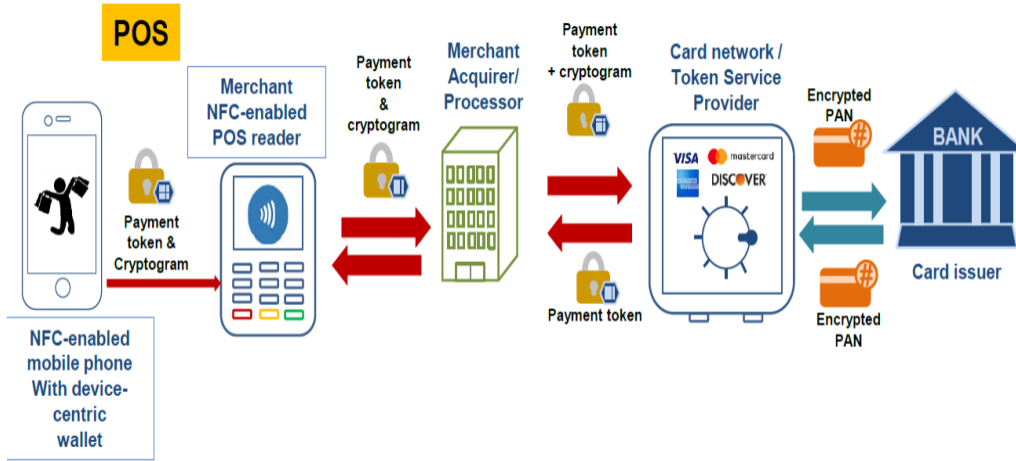 POS
Merchant
NFC-enabled
POS reader
Payment
token
&
cryptogram
Merchant
Acquirer/
Processor
Payment
token
+ cryptogram
Card network /
Token Service
Provider
Encrypted
PAN
#
BANK
VISA
mastercard
AMERICAN
EXPRESS
DISCOVER
Payment
token &
Cryptogram
Card issuer
Payment token
#
Encrypted
PAN
NFC-enabled
mobile phone
With device-
centric
wallet